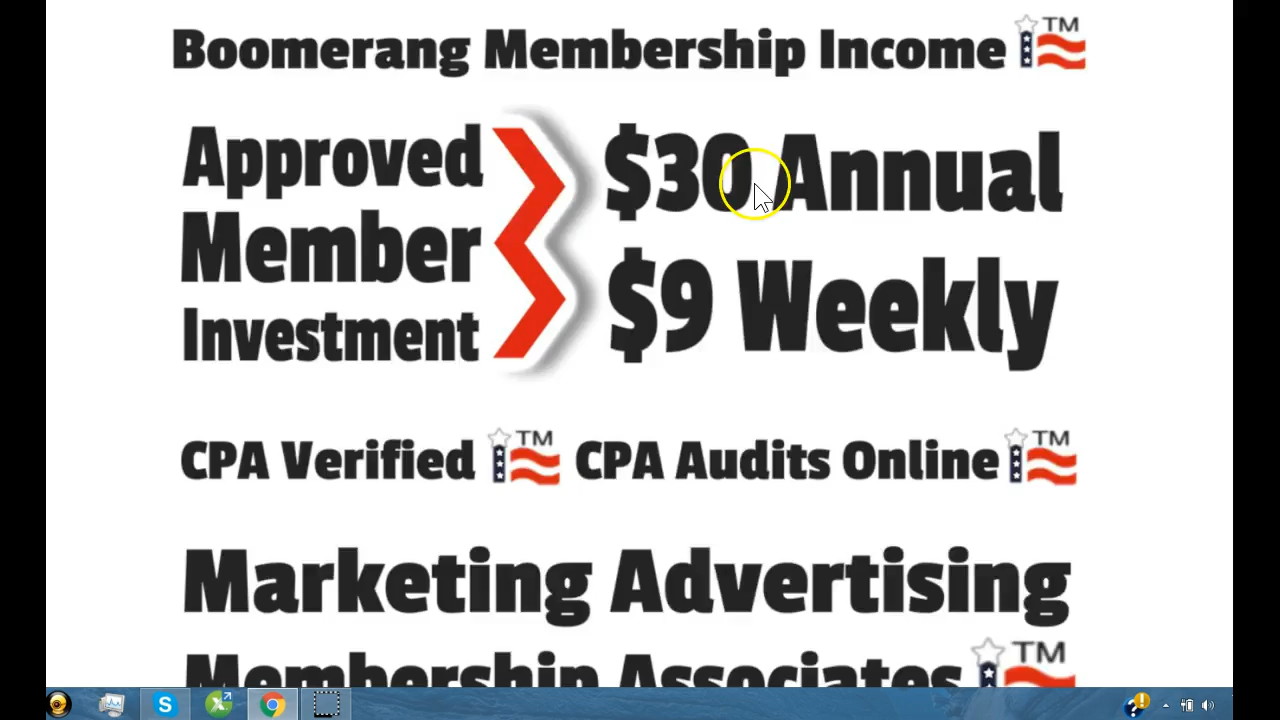 Boomerang Membership Income TM
Approved
Member
Investment
$30 Annual
$9 Weekly
CPA Verified TM CPA Audits Online TM
Marketing Advertising
Membership Associates TM